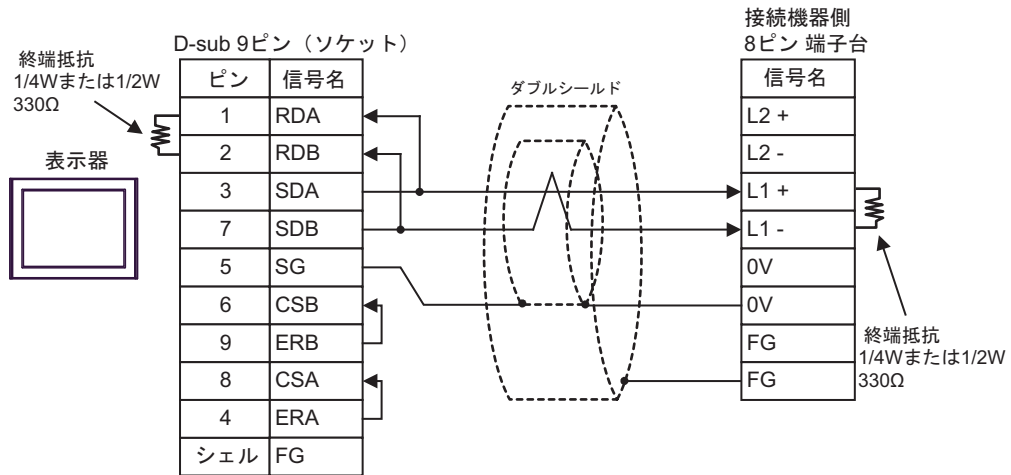 接続機器側
8ピン 端子台
D-sub 9ピン（ソケット）
終端抵抗
1/4Wまたは1/2W
330Ω
表示器
ピン 信号名
1 RDA
2 RDB
3 SDA
7 SDB
5 SG
6 CSB
9 ERB
8 CSA
4 ERA
シェル FG
ダブルシールド
信号名
L2 +
L2 -
L1 +
L1 -
0V
0V
FG
FG
終端抵抗
1/4Wまたは1/2W
330Ω